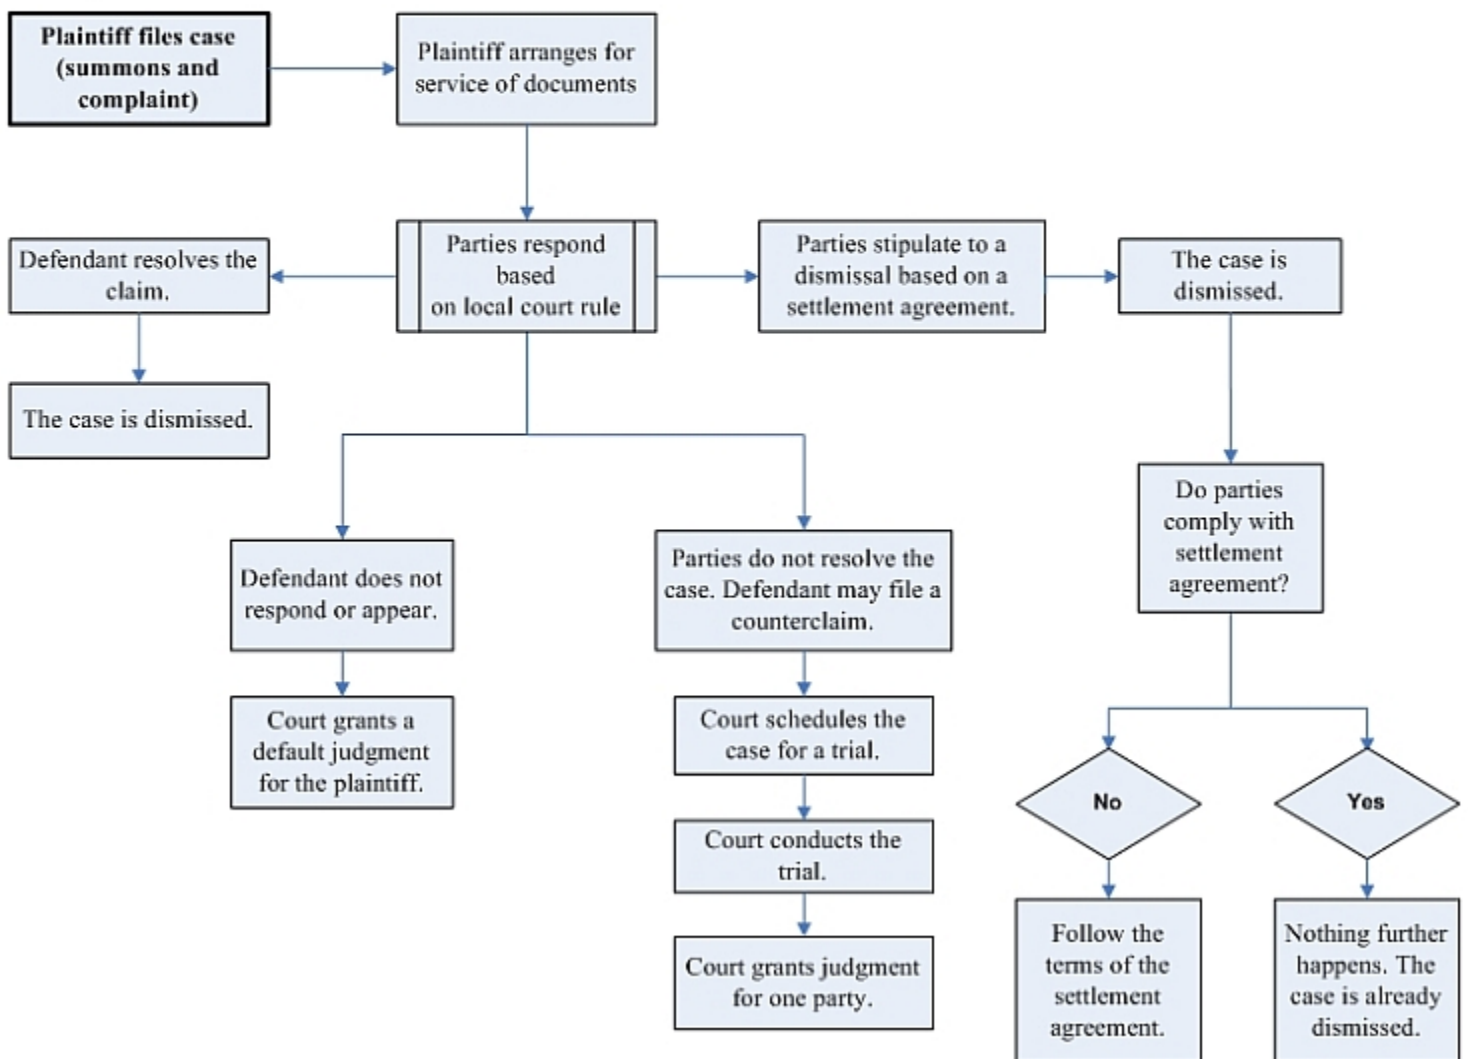 Plaintiff files case
(summons and
complaint)
Plaintiff arranges for
service of documents
Defendant resolves the
claim.
Parties respond
based
on local court rule
Parties stipulate to a
dismissal based on a
settlement agreement.
The case is
dismissed.
The case is dismissed.
Do parties
comply with
settlement
agreement?
Defendant does not
respond or appear.
Parties do not resolve the
case. Defendant may file a
counterclaim.
Court grants a
default judgment
for the plaintiff.
Court schedules the
case for a trial.
Court conducts the
trial.
Court grants judgment
for one party.
No
Yes
Follow the
terms of the
settlement
agreement.
Nothing further
happens. The
case is already
dismissed.